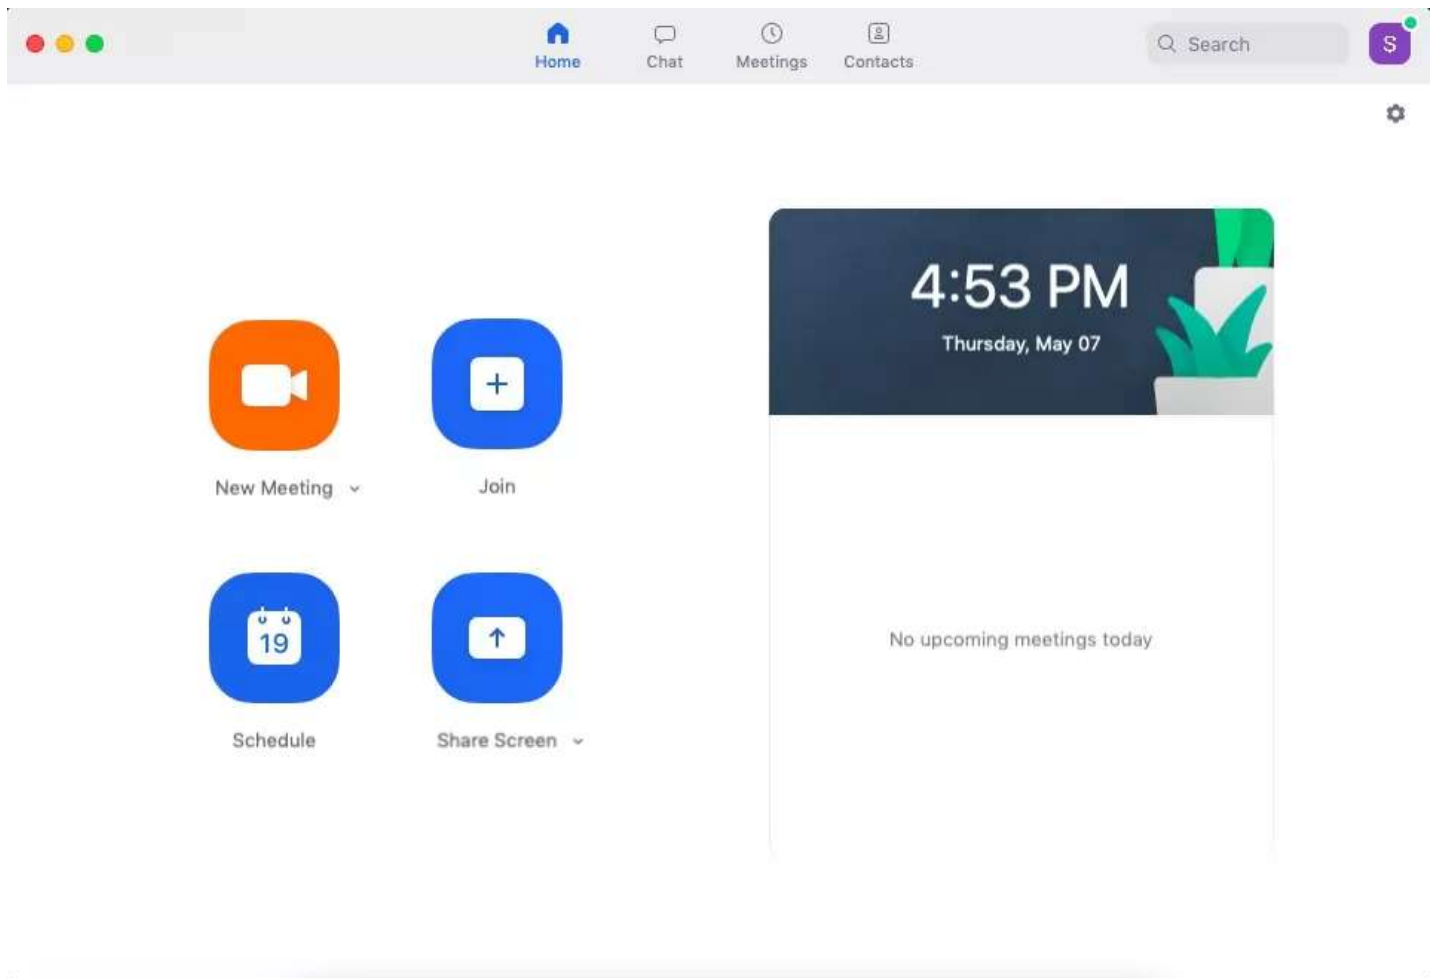 Home
Chat
Meetings
Contacts
Search
S
4:53 PM
Thursday, May 07
New Meeting
Join
19
Schedule
Share Screen
No upcoming meetings today